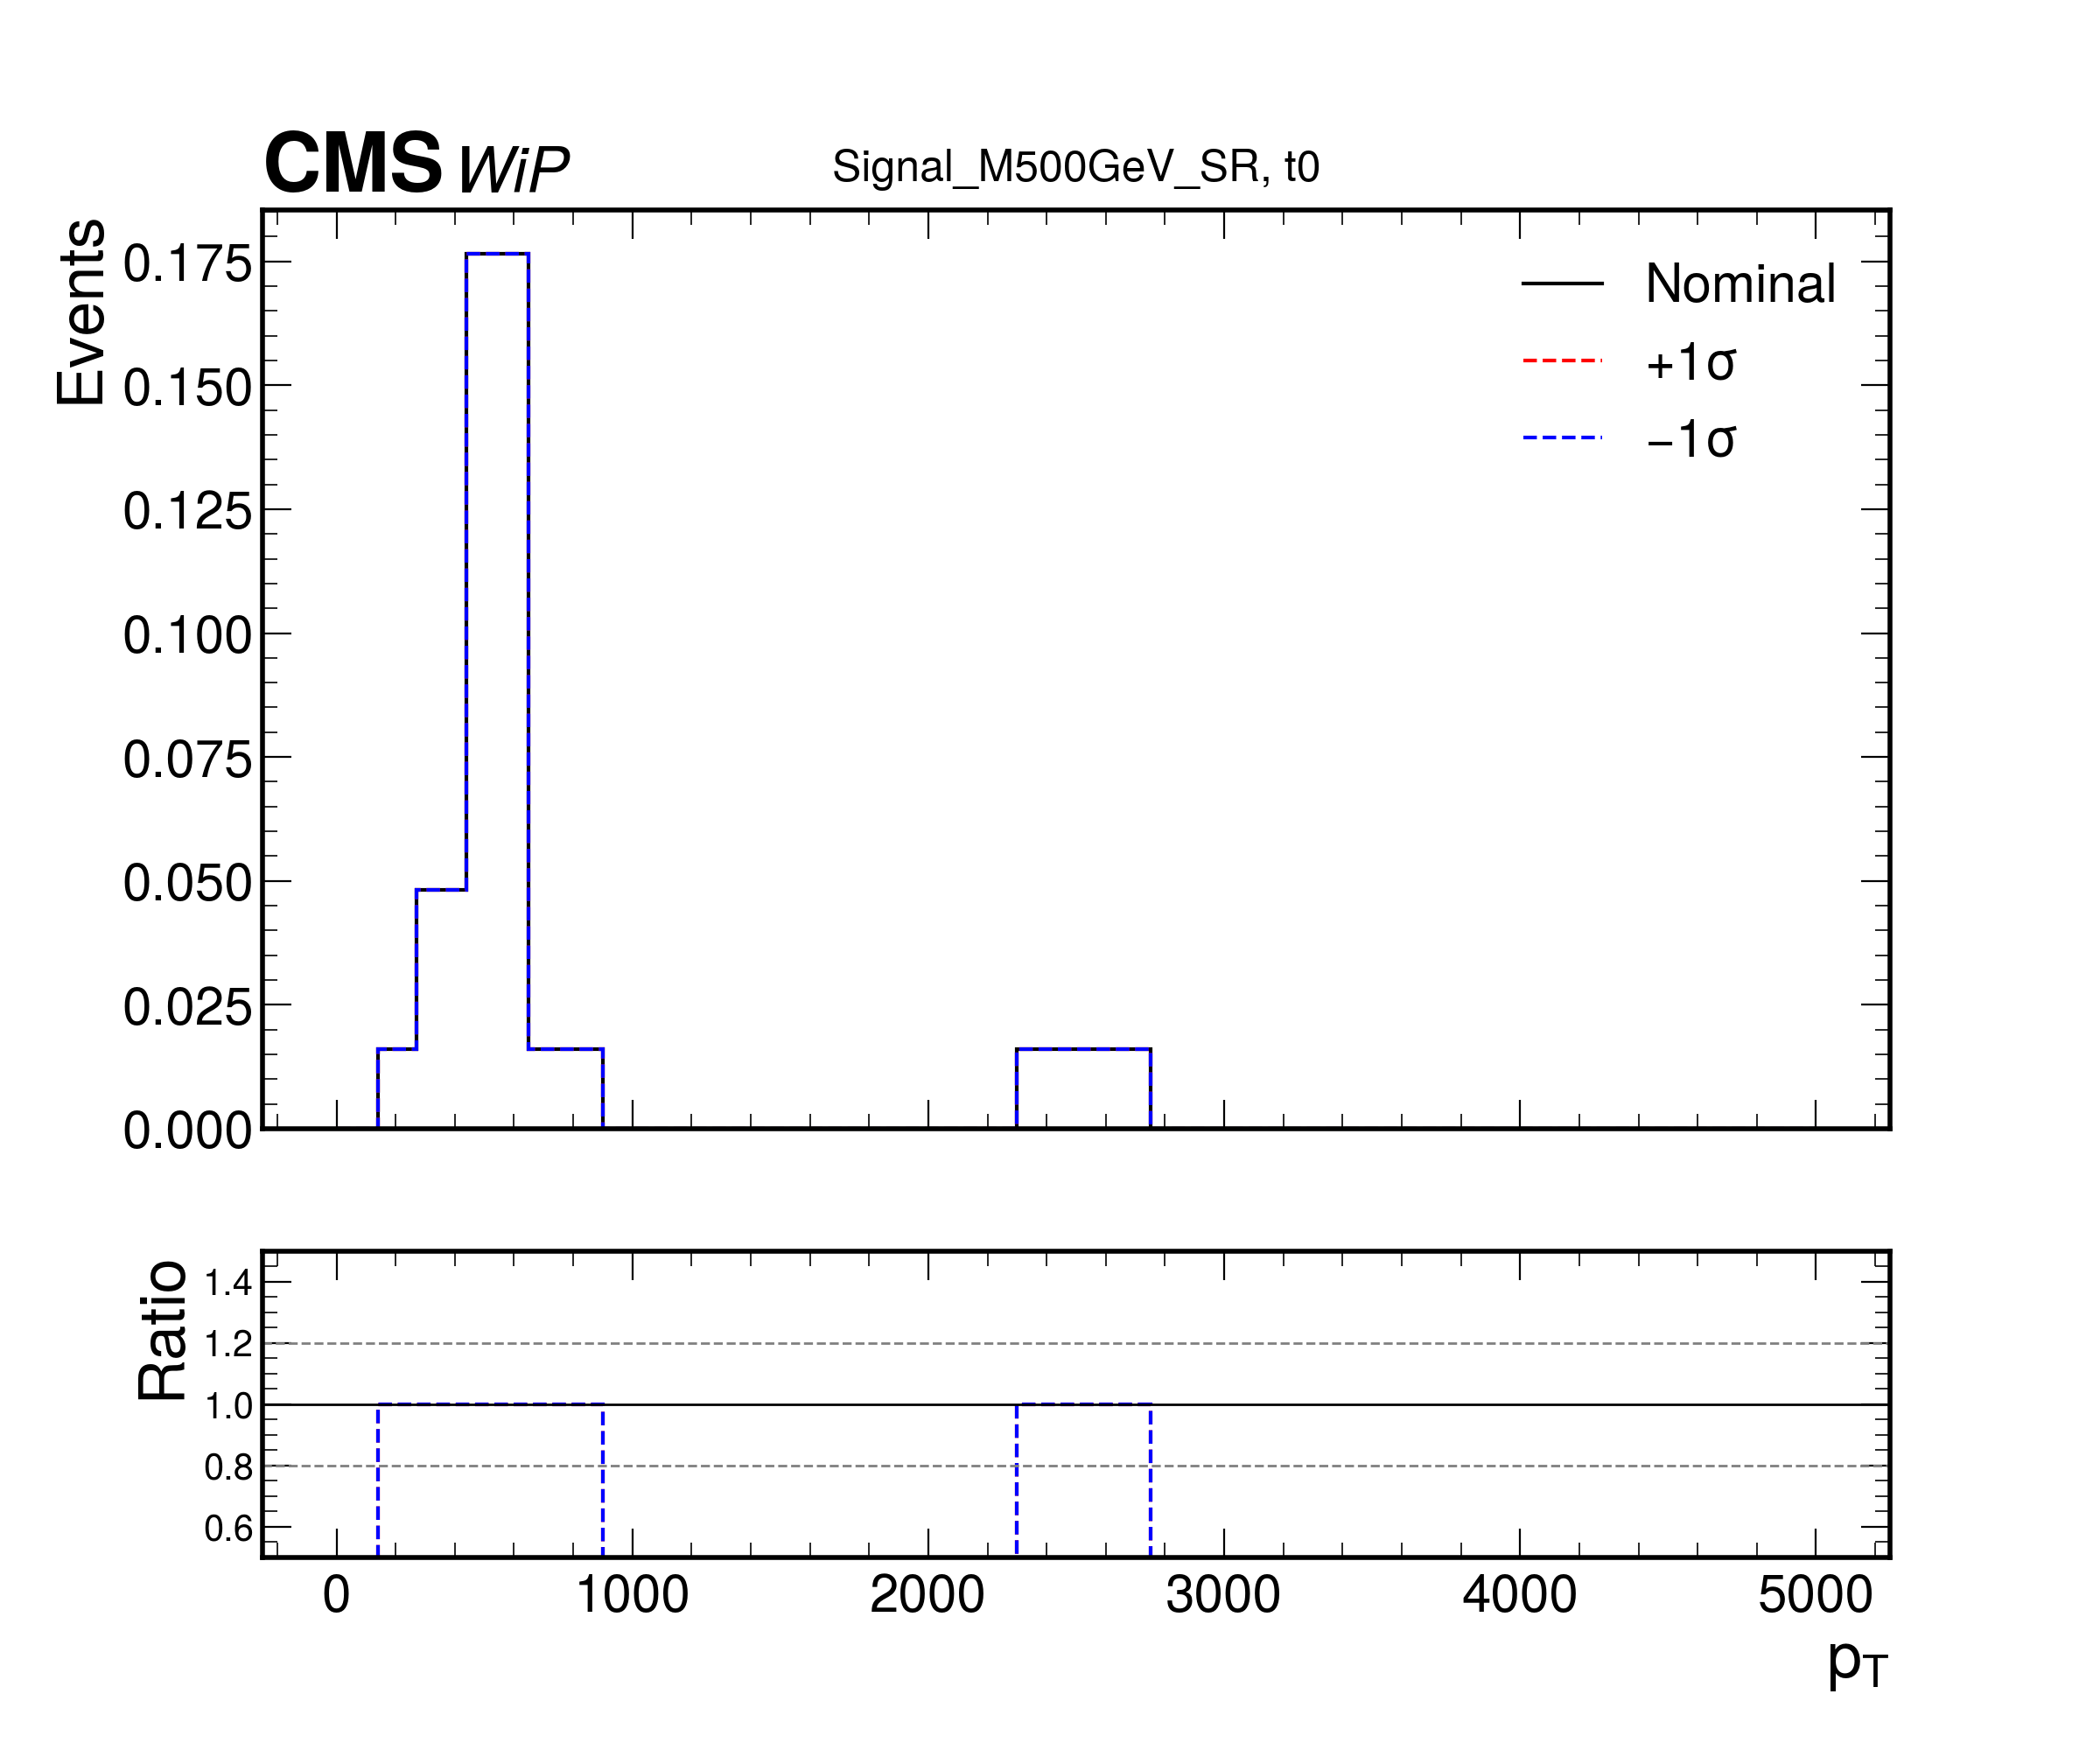 CMS WiP
Signal_M500GeV_SR, t0
Events
0.175
0.150
0.125
0.100
0.075
0.050
0.025
0.000
Nominal
+1σ
−1σ
Ratio
1.4
1.2
1.0
0.8
0.6
0 1000 2000 3000 4000 5000
pT